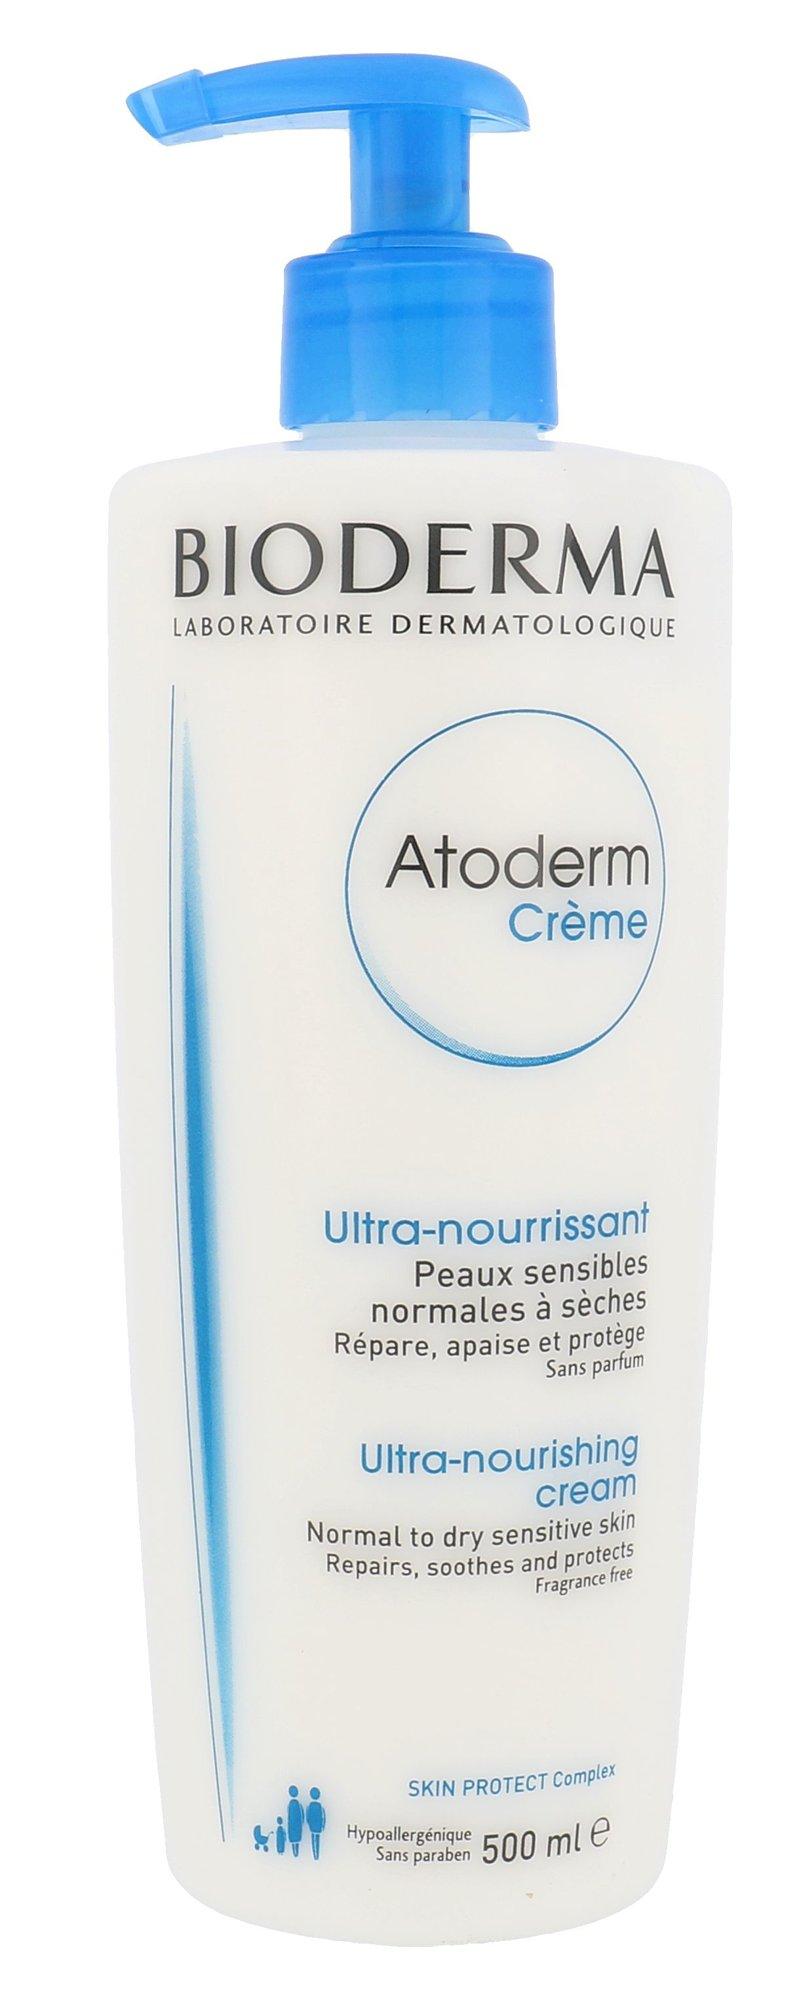 BIODERMA
LABORATOIRE DERMATOLOGIQUE
Atoderm
Crème
Ultra-nourrissant
Peaux sensibles
normales à sèches
Répare, apaise et protège
Sans parfum
Ultra-nourishing
cream
Normal to dry sensitive skin
Repairs, soothes and protects
Fragrance free
SKIN PROTECT Complex
Hypoallergénique
Sans paraben 500 ml ℮